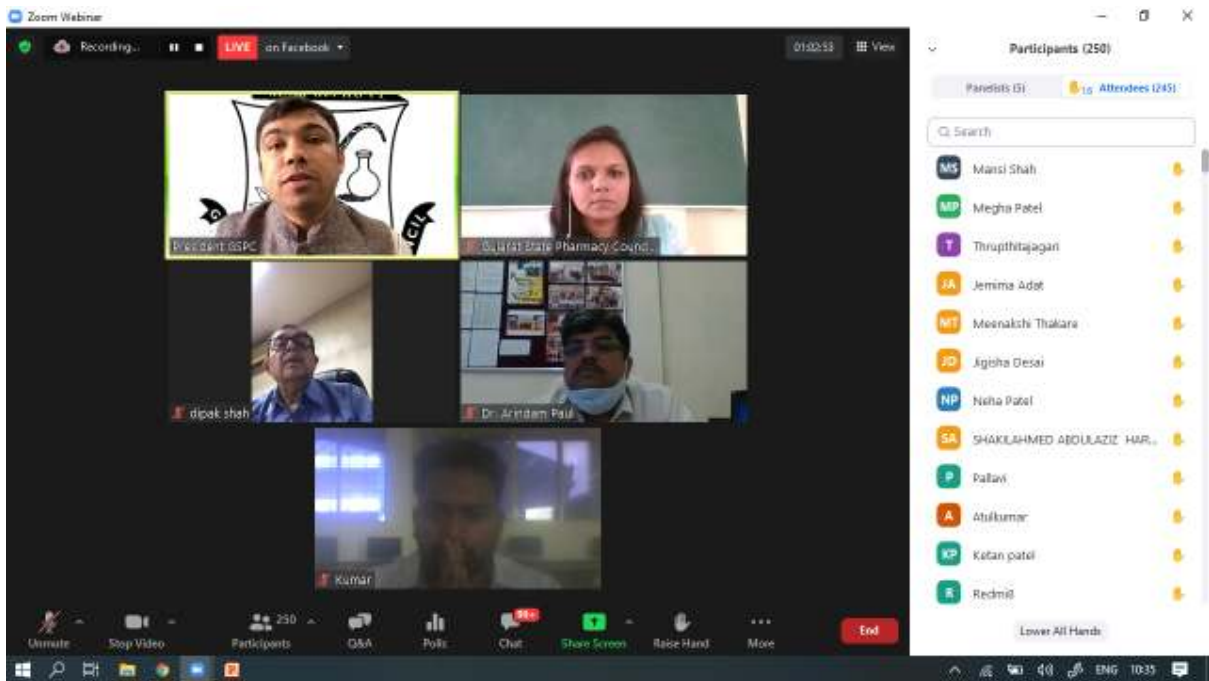 Zoom Webinar
Recording...
LIVE
on Facebook
01:02:53
View
Participants (250)
Panelists (5)
Attendees (245)
Search
MS Mansi Shah
MP Megha Patel
T Thrupthitajagari
JA Jemima Adat
MT Meenakshi Thakare
JD Jigisha Desai
NP Neha Patel
SA SHAKILAHMED ABDULAZIZ HAR...
P Pallavi
A Atulkumar
KP Ketan patel
R Redmi8
CIL
President GSPC
Gujarat State Pharmacy Counc...
dipak shah
Dr. Arindam Paul
Kumar
Unmute
Stop Video
250
Participants
Q&A
Polls
99+
Chat
Share Screen
Raise Hand
More
End
Lower All Hands
ENG
10:35